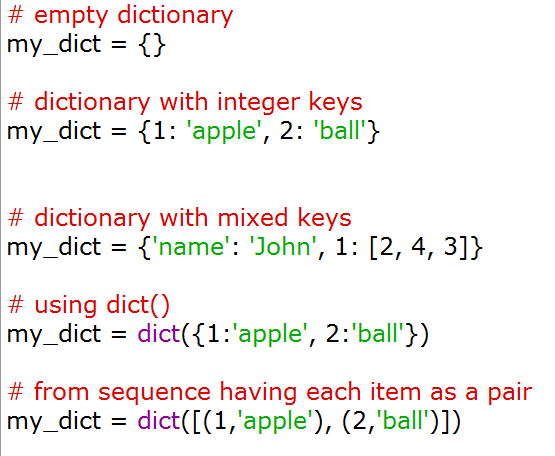 # empty dictionary
my_dict = {}
# dictionary with integer keys
my_dict = {1: 'apple', 2: 'ball'}
# dictionary with mixed keys
my_dict = {'name': 'John', 1: [2, 4, 3]}
# using dict()
my_dict = dict({1:'apple', 2:'ball'})
# from sequence having each item as a pair
my_dict = dict([(1,'apple'), (2,'ball')])